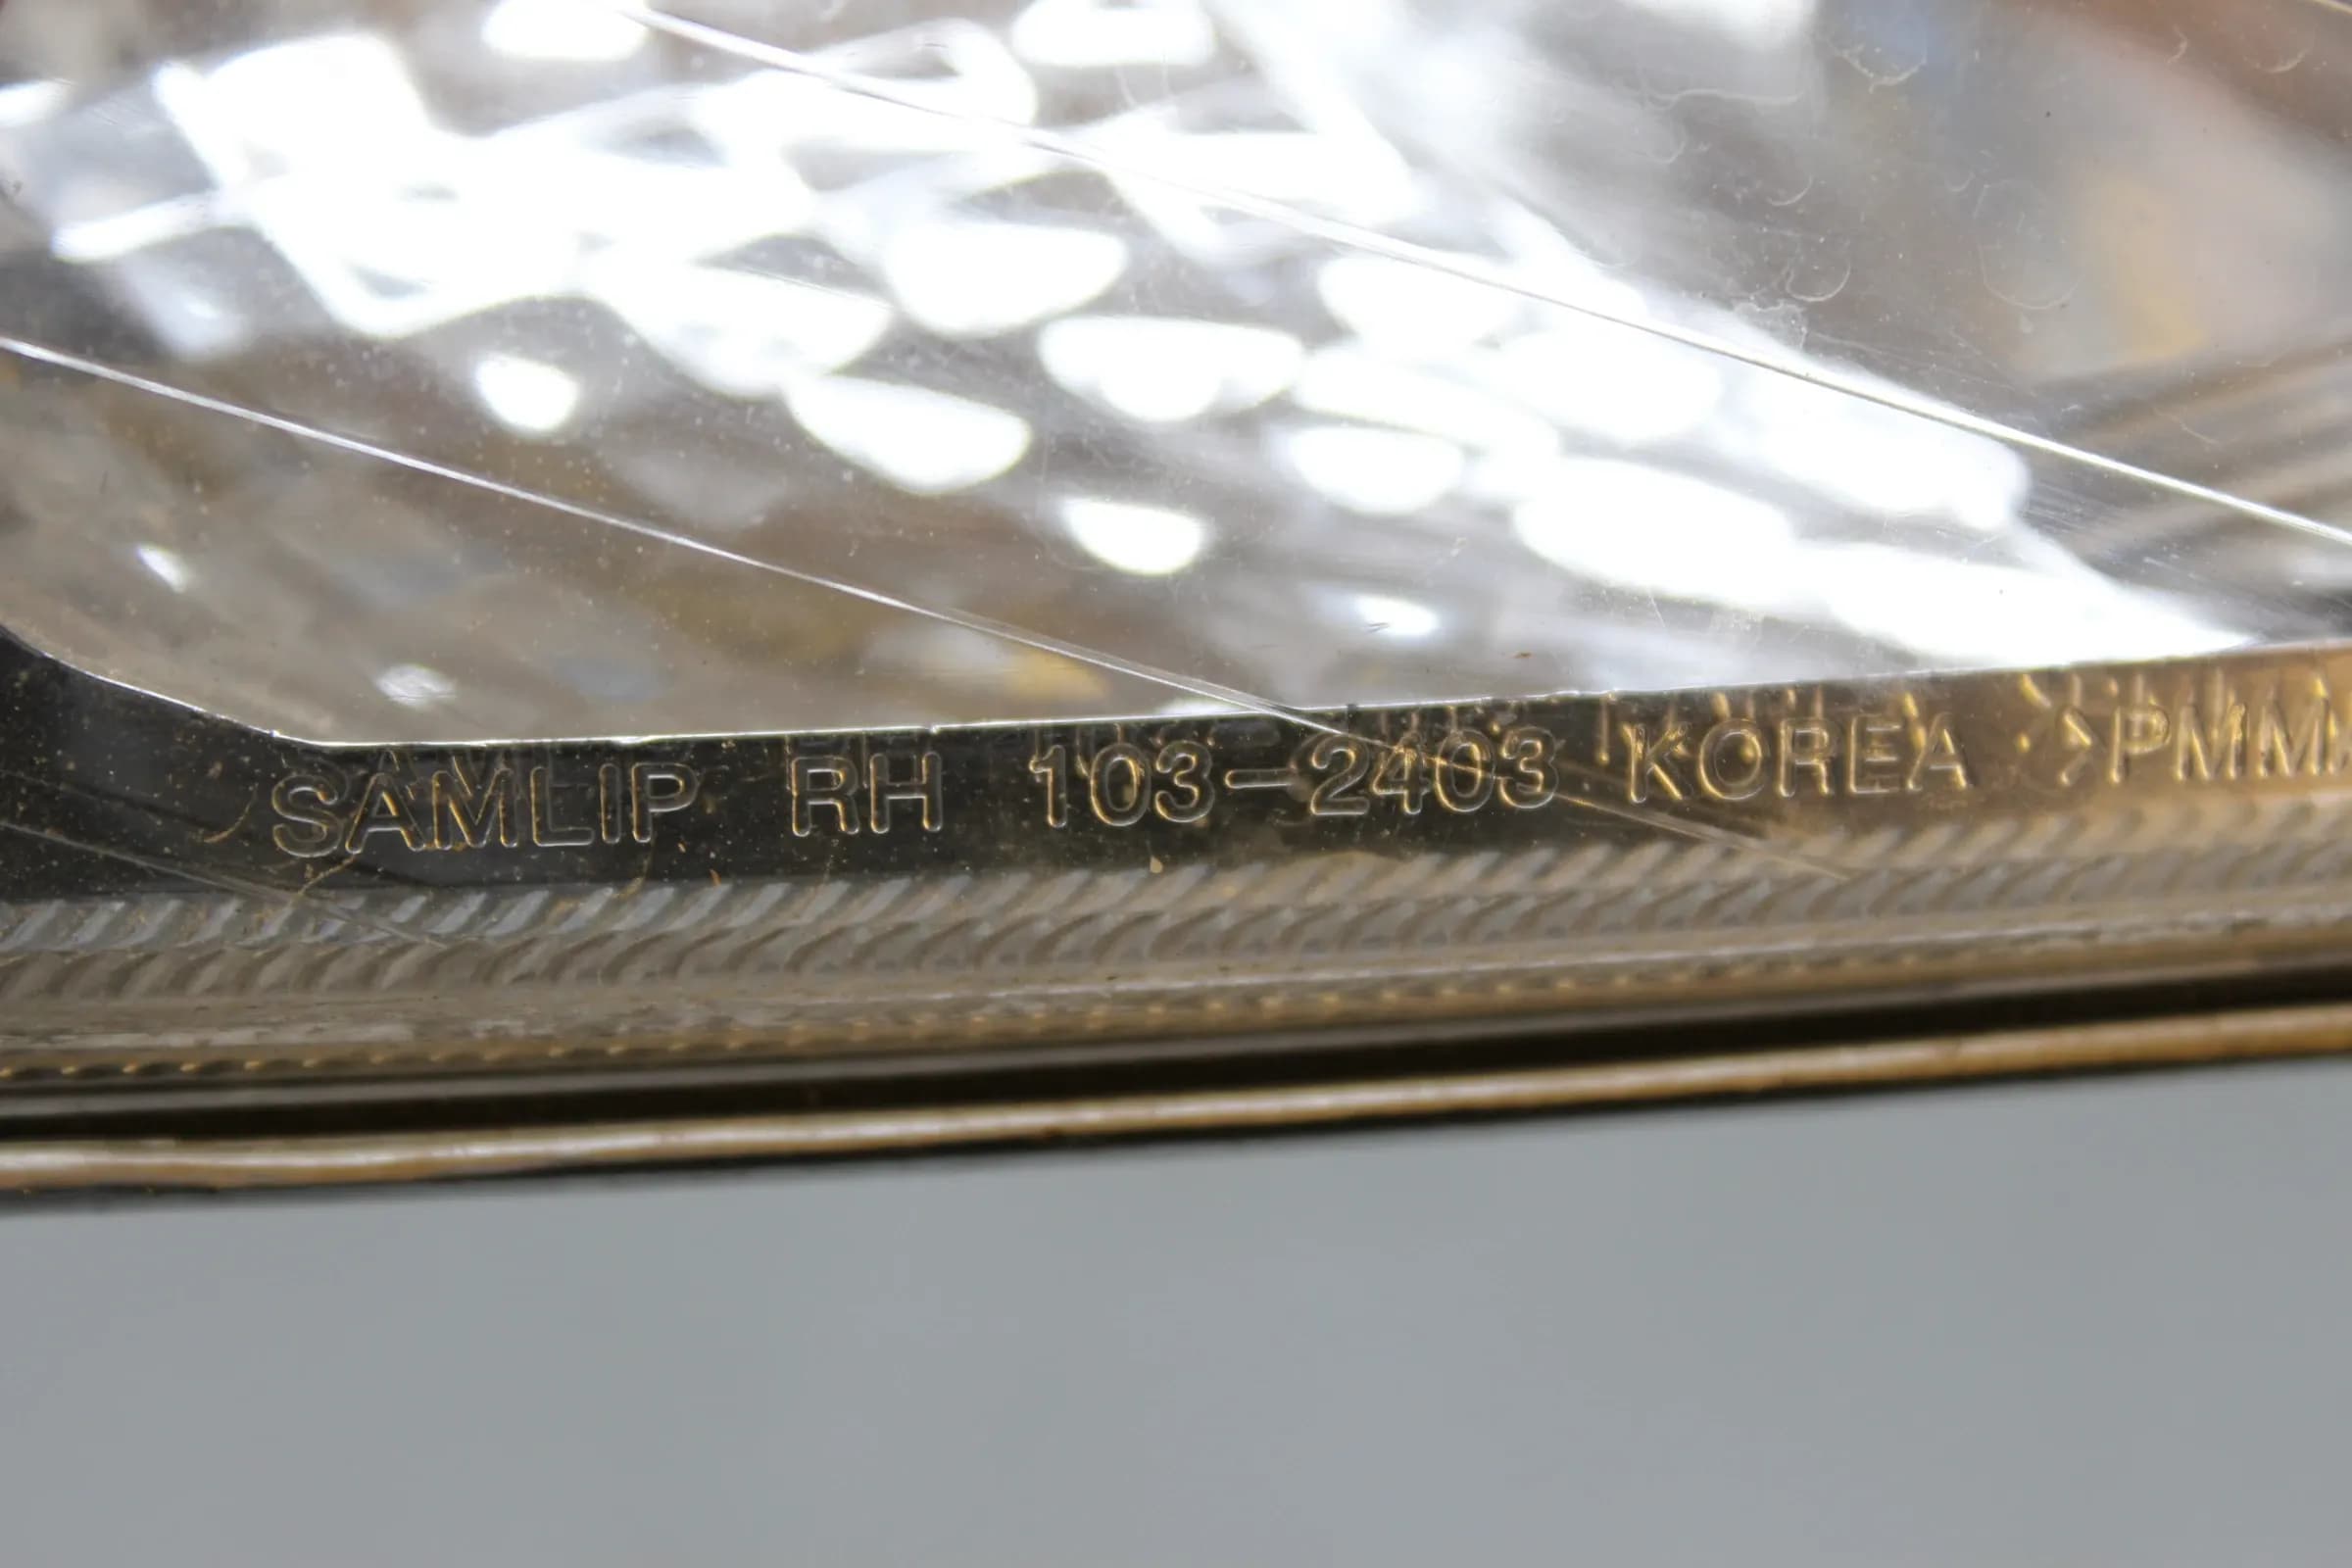 SAMLIP RH 103-2403 KOREA >PMM